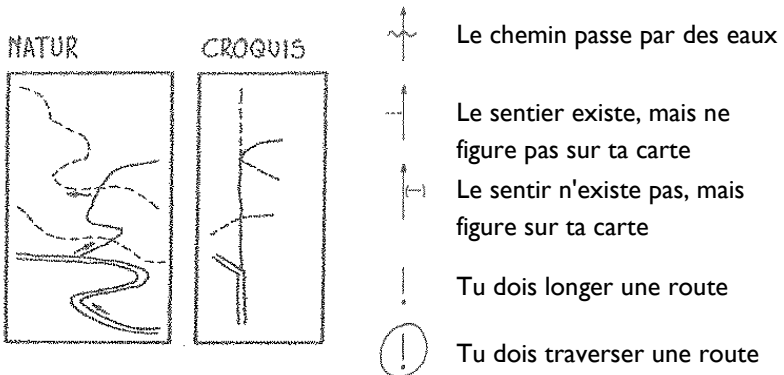 NATUR
CROQUIS
Le chemin passe par des eaux
Le sentier existe, mais ne
figure pas sur ta carte
Le sentir n'existe pas, mais
figure sur ta carte
Tu dois longer une route
Tu dois traverser une route